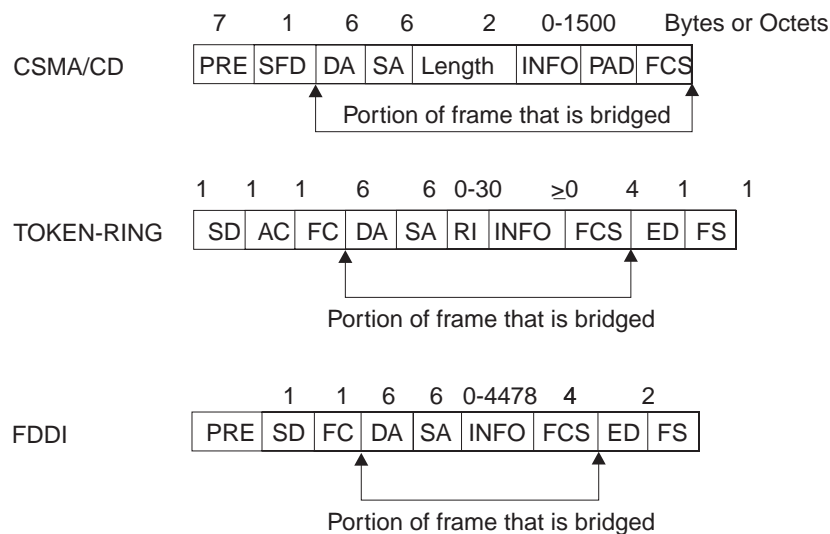 7 1 6 6 2 0-1500 Bytes or Octets
CSMA/CD PRE SFD DA SA Length INFO PAD FCS
Portion of frame that is bridged
1 1 1 6 6 0-30 ≥0 4 1 1
TOKEN-RING SD AC FC DA SA RI INFO FCS ED FS
Portion of frame that is bridged
1 1 6 6 0-4478 4 2
FDDI PRE SD FC DA SA INFO FCS ED FS
Portion of frame that is bridged